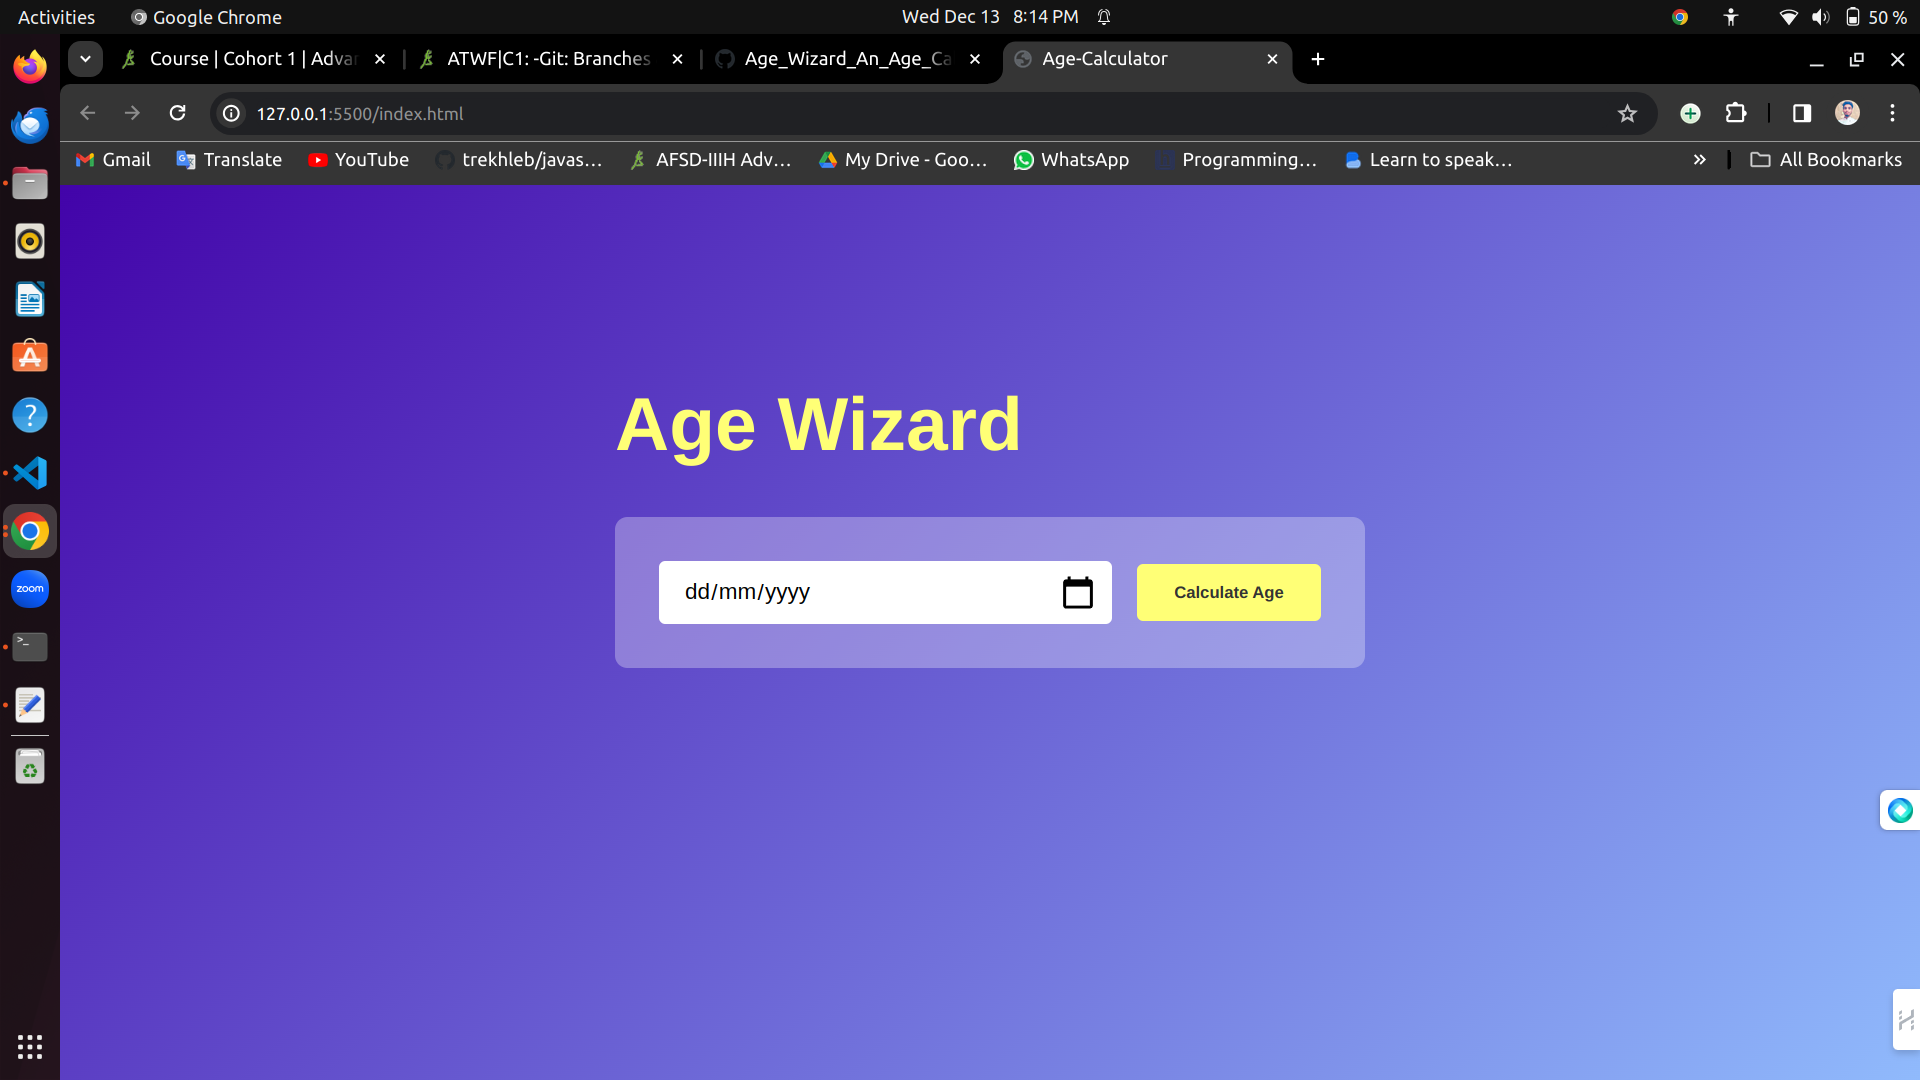 Activities
Google Chrome
Wed Dec 13 8:14 PM
50 %
Course | Cohort 1 | Advan
ATWF|C1: -Git: Branches
Age_Wizard_An_Age_Ca
Age-Calculator
127.0.0.1:5500/index.html
Gmail
Translate
YouTube
trekhleb/javas…
AFSD-IIIH Adv…
My Drive - Goo…
WhatsApp
Programming…
Learn to speak…
All Bookmarks
Age Wizard
dd/mm/yyyy
Calculate Age
zoom